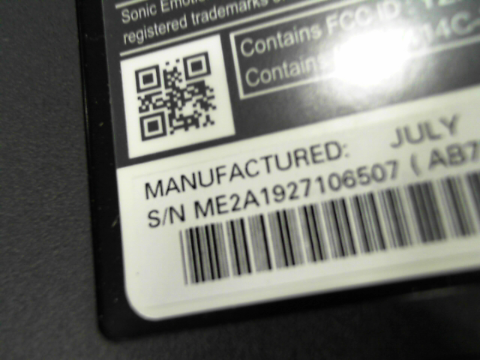 Sonic Emotion
registered trademarks
Contains FCC ID
Contains
MANUFACTURED: JULY
S/N ME2A1927106507 ( AB7